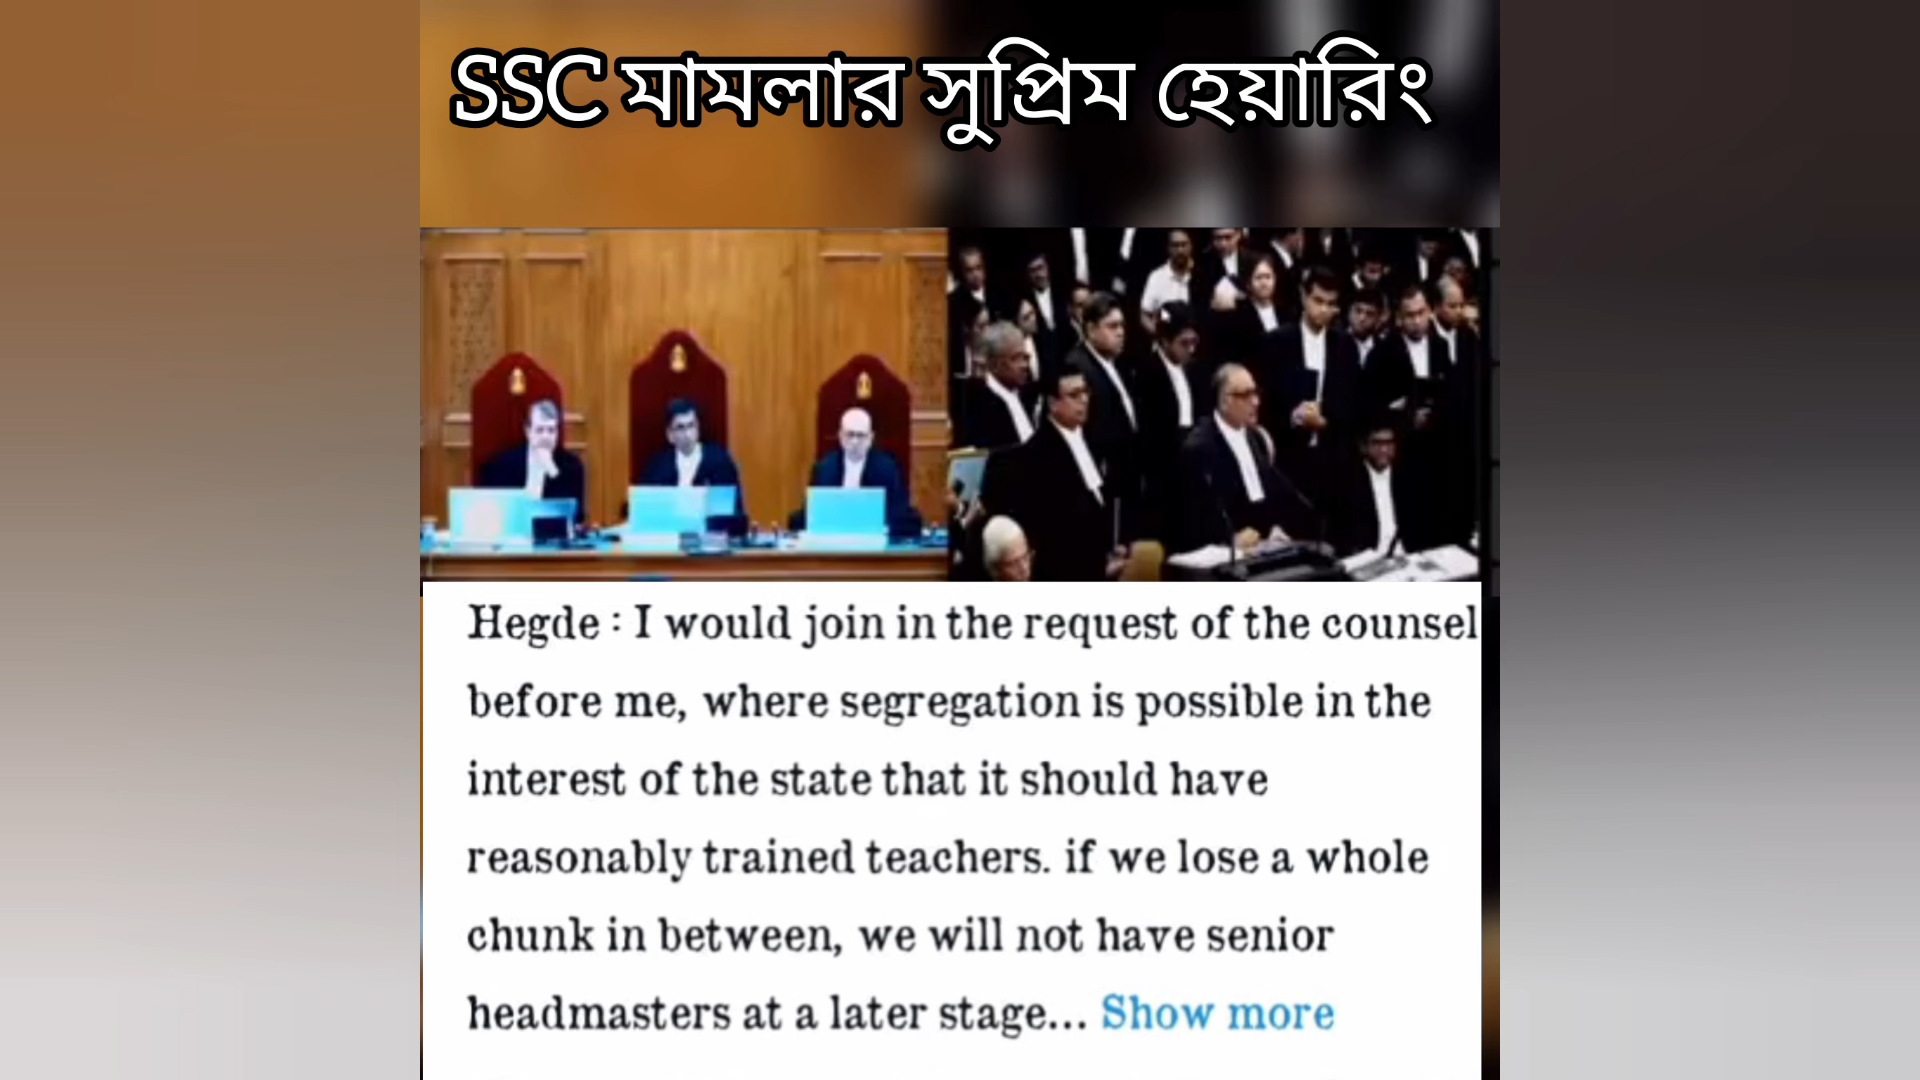 SSC মামলার সুপ্রিম হেয়ারিং
Hegde : I would join in the request of the counsel
before me, where segregation is possible in the
interest of the state that it should have
reasonably trained teachers. if we lose a whole
chunk in between, we will not have senior
headmasters at a later stage... Show more